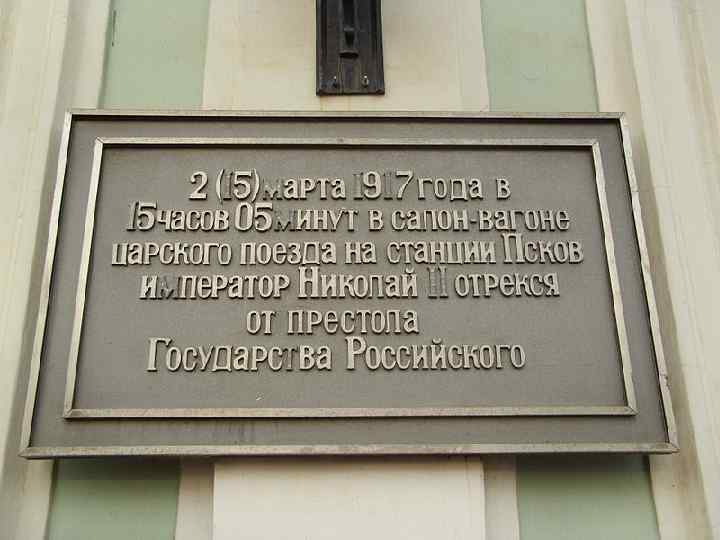 2 (15) марта 1917 года в
15 часов 05 минут в салон-вагоне
царского поезда на станции Псков
император Николай II отрекся
от престола
Государства Российского